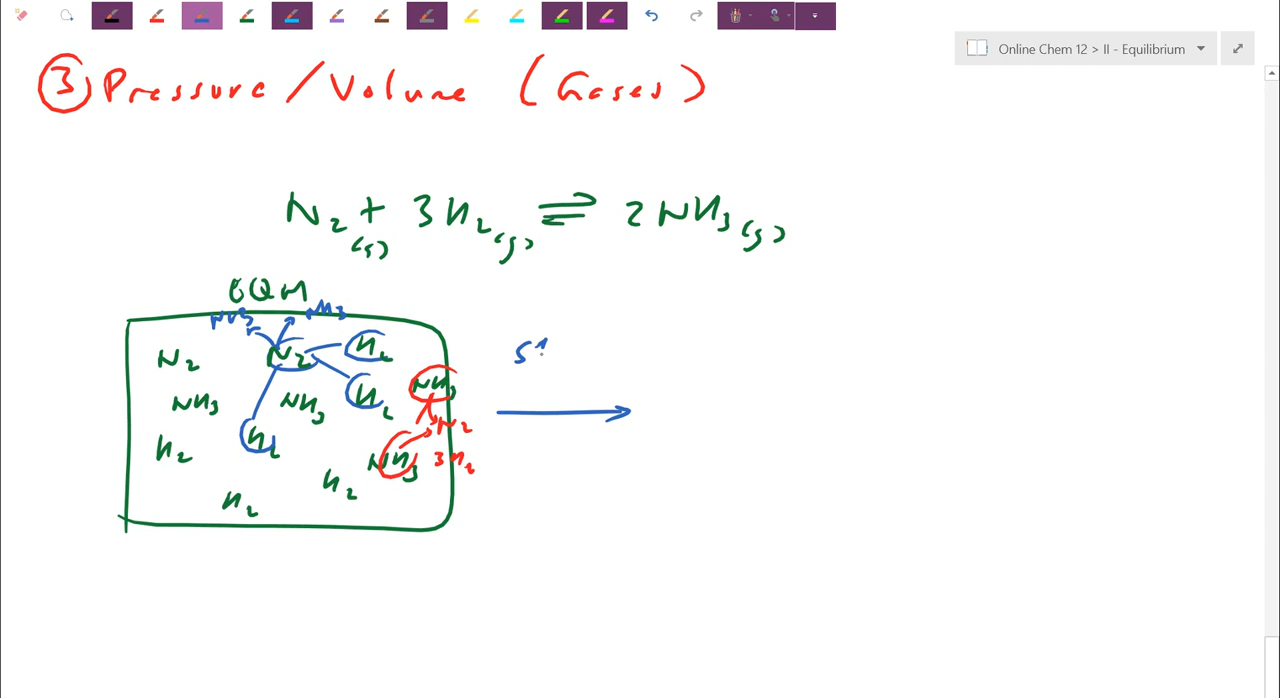 Online Chem 12 > II - Equilibrium
③ Pressure / Volume (Gases)
N₂(g) + 3H₂(g) ⇌ 2NH₃(g)
EQM
NH₃ NH₃
N₂ N₂ H₂
NH₃ NH₃ H₂ NH₃
H₂ H₂ N₂
NH₃ 3H₂
H₂ H₂